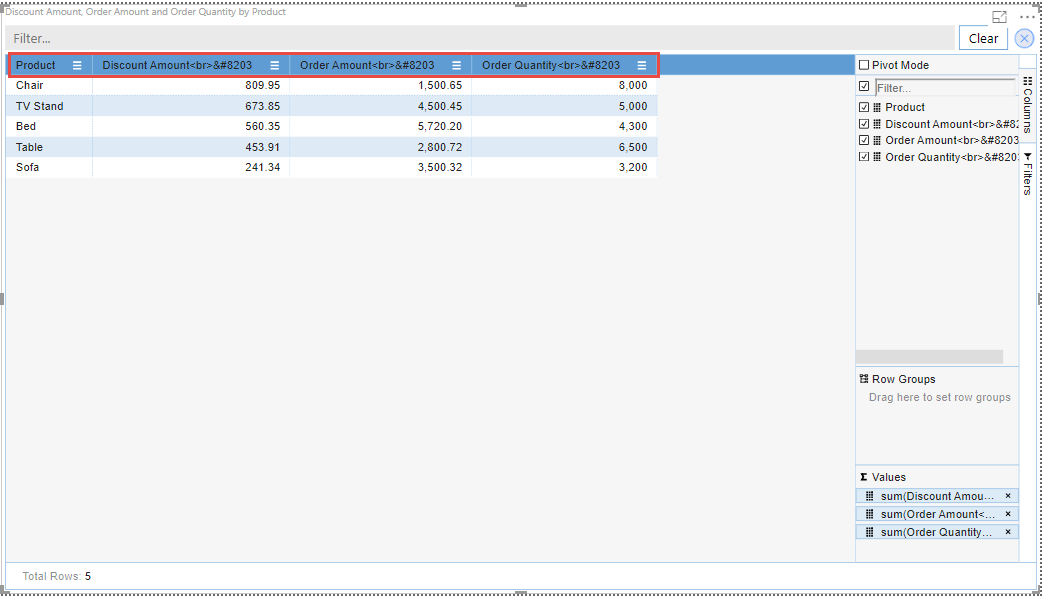 Discount Amount, Order Amount and Order Quantity by Product
Filter...
Clear
Product Discount Amount<br>&#8203 Order Amount<br>&#8203 Order Quantity<br>&#8203
Chair 809.95 1,500.65 8,000
TV Stand 673.85 4,500.45 5,000
Bed 560.35 5,720.20 4,300
Table 453.91 2,800.72 6,500
Sofa 241.34 3,500.32 3,200
Pivot Mode
Filter...
Product
Discount Amount<br>&#82
Order Amount<br>&#8203
Order Quantity<br>&#820
Columns
Filters
Row Groups
Drag here to set row groups
Values
sum(Discount Amou...
sum(Order Amount<...
sum(Order Quantity...
Total Rows: 5